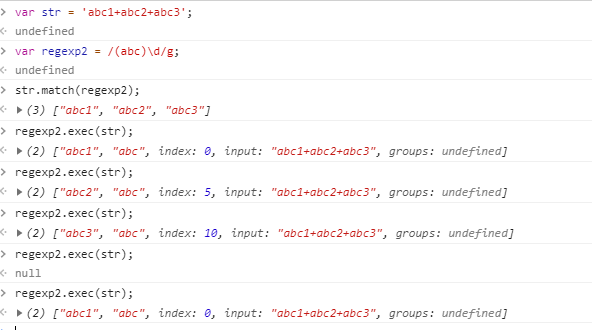 > var str = 'abc1+abc2+abc3';
< undefined
> var regexp2 = /(abc)\d/g;
< undefined
> str.match(regexp2);
< ▶ (3) ["abc1", "abc2", "abc3"]
> regexp2.exec(str);
< ▶ (2) ["abc1", "abc", index: 0, input: "abc1+abc2+abc3", groups: undefined]
> regexp2.exec(str);
< ▶ (2) ["abc2", "abc", index: 5, input: "abc1+abc2+abc3", groups: undefined]
> regexp2.exec(str);
< ▶ (2) ["abc3", "abc", index: 10, input: "abc1+abc2+abc3", groups: undefined]
> regexp2.exec(str);
< null
> regexp2.exec(str);
< ▶ (2) ["abc1", "abc", index: 0, input: "abc1+abc2+abc3", groups: undefined]